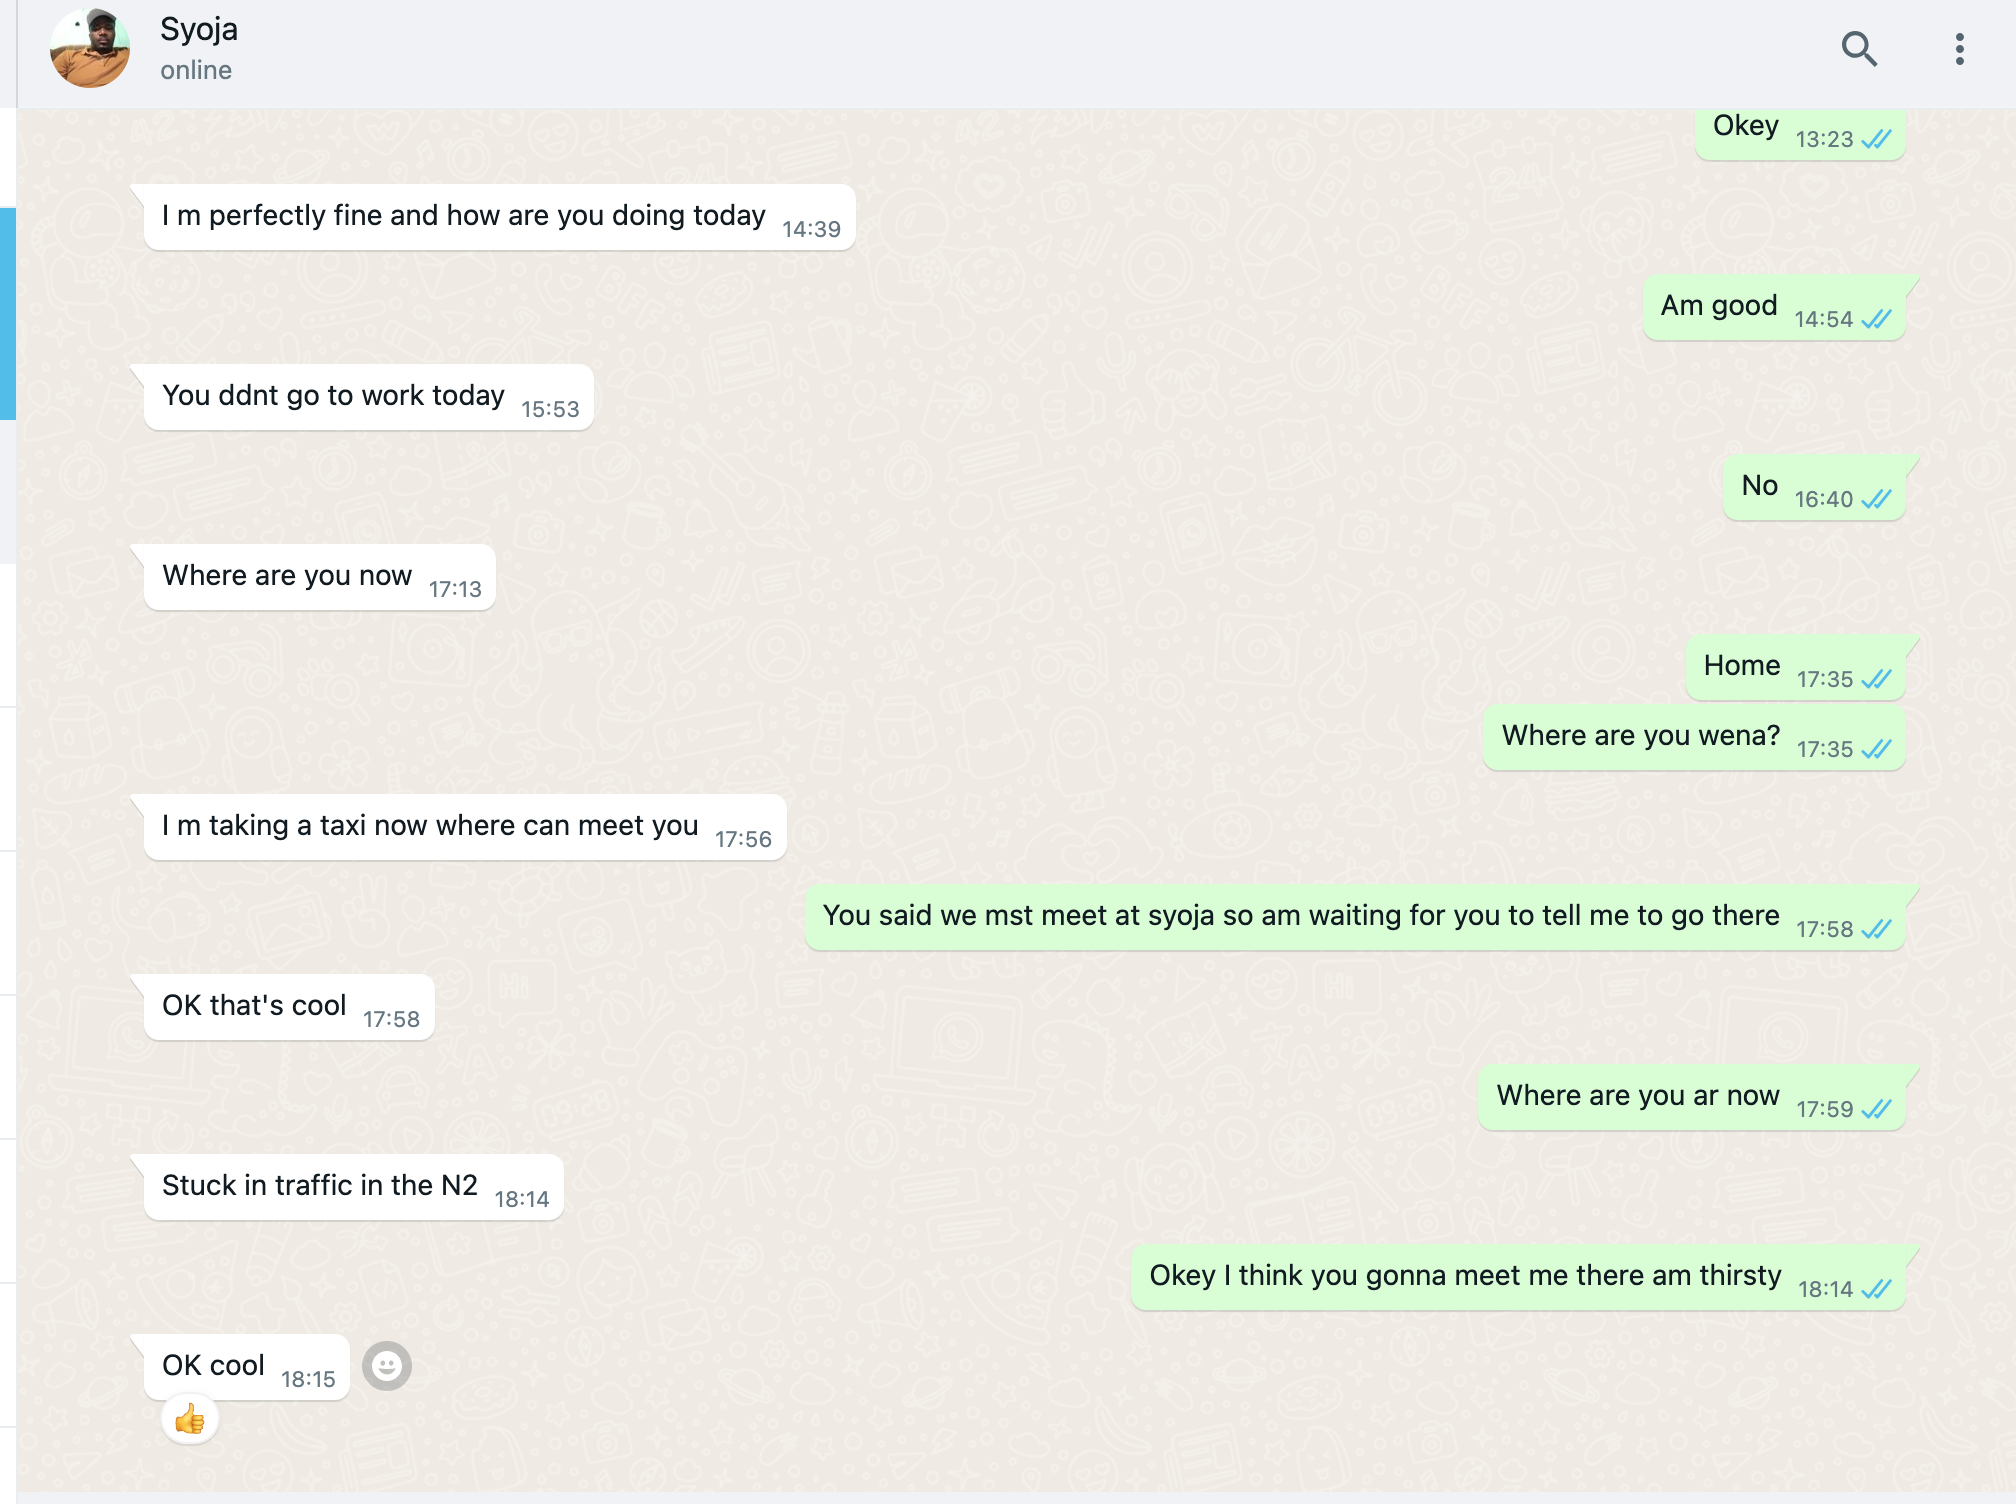 Syoja
online
Okey 13:23
I m perfectly fine and how are you doing today 14:39
Am good 14:54
You ddnt go to work today 15:53
No 16:40
Where are you now 17:13
Home 17:35
Where are you wena? 17:35
I m taking a taxi now where can meet you 17:56
You said we mst meet at syoja so am waiting for you to tell me to go there 17:58
OK that's cool 17:58
Where are you ar now 17:59
Stuck in traffic in the N2 18:14
Okey I think you gonna meet me there am thirsty 18:14
OK cool 18:15